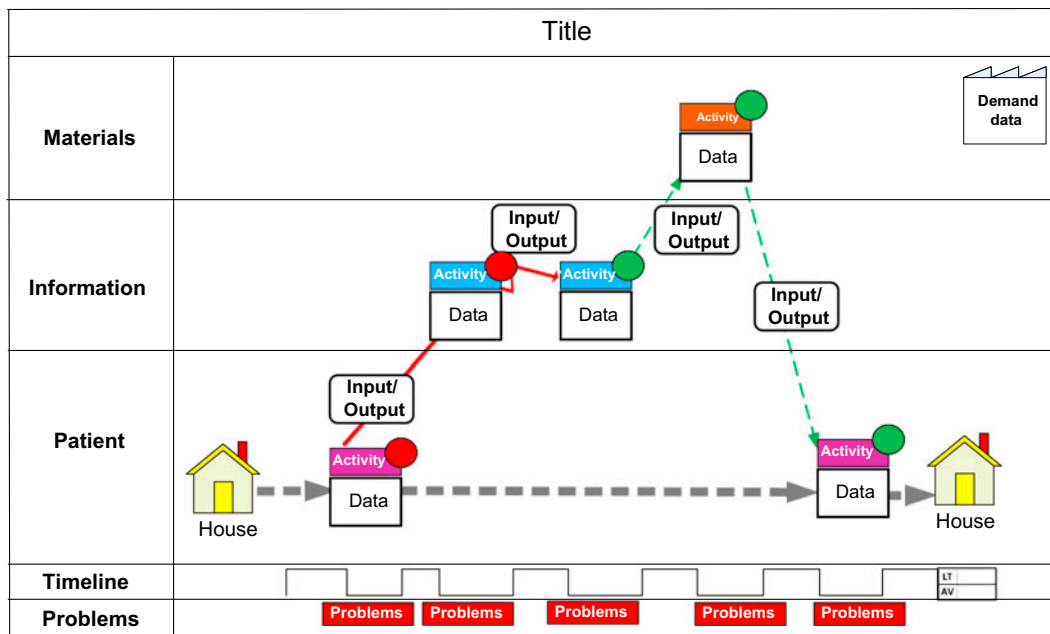 Title
Materials
Activity
Data
Demand
data
Information
Input/
Output
Input/
Output
Activity
Data
Activity
Data
Input/
Output
Patient
Input/
Output
Activity
Data
Activity
Data
House
House
Timeline
LT
AV
Problems
Problems
Problems
Problems
Problems
Problems